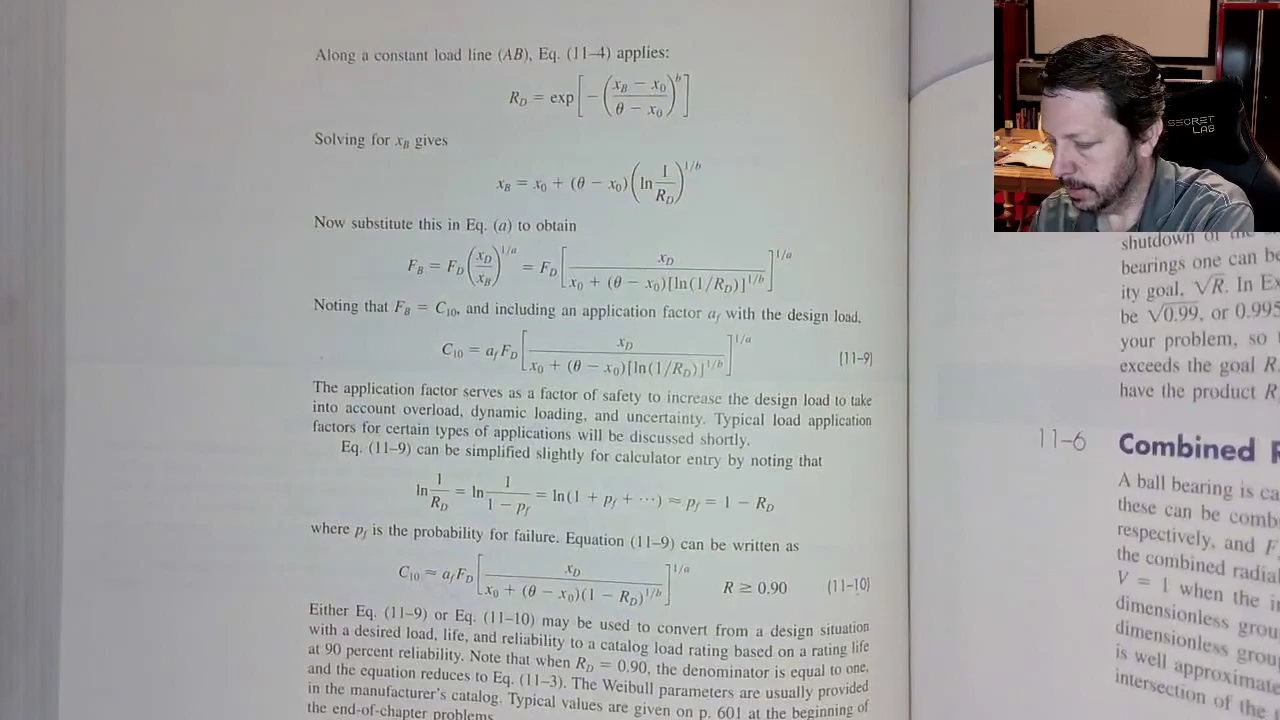 Along a constant load line (AB), Eq. (11–4) applies:
R_D = exp[−((x_B − x_0)/(θ − x_0))^b]
Solving for x_B gives
x_B = x_0 + (θ − x_0)(ln 1/R_D)^1/b
Now substitute this in Eq. (a) to obtain
F_B = F_D(x_D/x_B)^1/a = F_D[x_D/(x_0 + (θ − x_0)[ln(1/R_D)]^1/b)]^1/a
Noting that F_B = C_10, and including an application factor a_f with the design load,
C_10 = a_f F_D[x_D/(x_0 + (θ − x_0)[ln(1/R_D)]^1/b)]^1/a (11–9)
The application factor serves as a factor of safety to increase the design load to take
into account overload, dynamic loading, and uncertainty. Typical load application
factors for certain types of applications will be discussed shortly.
Eq. (11–9) can be simplified slightly for calculator entry by noting that
ln 1/R_D = ln 1/(1 − p_f) = ln(1 + p_f + ···) ≈ p_f = 1 − R_D
where p_f is the probability for failure. Equation (11–9) can be written as
C_10 ≈ a_f F_D[x_D/(x_0 + (θ − x_0)(1 − R_D)^1/b)]^1/a R ≥ 0.90 (11–10)
Either Eq. (11–9) or Eq. (11–10) may be used to convert from a design situation
with a desired load, life, and reliability to a catalog load rating based on a rating life
at 90 percent reliability. Note that when R_D = 0.90, the denominator is equal to one,
and the equation reduces to Eq. (11–3). The Weibull parameters are usually provided
in the manufacturer's catalog. Typical values are given on p. 601 at the beginning of
the end-of-chapter problems.
SECRET
LAB
shutdown of the
bearings one can be
ity goal, √R. In Ex
be √0.99, or 0.995
your problem, so
exceeds the goal R
have the product R
11–6 Combined R
A ball bearing is ca
these can be comb
respectively, and F
the combined radial
V = 1 when the i
dimensionless grou
dimensionless grou
is well approximate
intersection of the